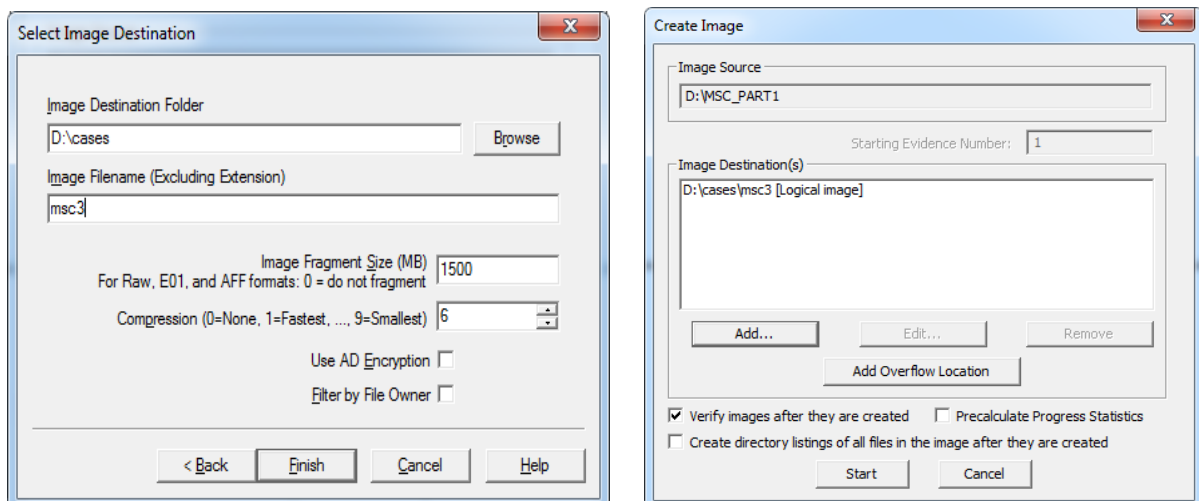 Select Image Destination
Image Destination Folder
D:\cases
Browse
Image Filename (Excluding Extension)
msc3
Image Fragment Size (MB)
1500
For Raw, E01, and AFF formats: 0 = do not fragment
Compression (0=None, 1=Fastest, ..., 9=Smallest)
6
Use AD Encryption
Filter by File Owner
< Back
Finish
Cancel
Help
Create Image
Image Source
D:\MSC_PART1
Starting Evidence Number:
1
Image Destination(s)
D:\cases\msc3 [Logical image]
Add...
Edit...
Remove
Add Overflow Location
Verify images after they are created
Precalculate Progress Statistics
Create directory listings of all files in the image after they are created
Start
Cancel